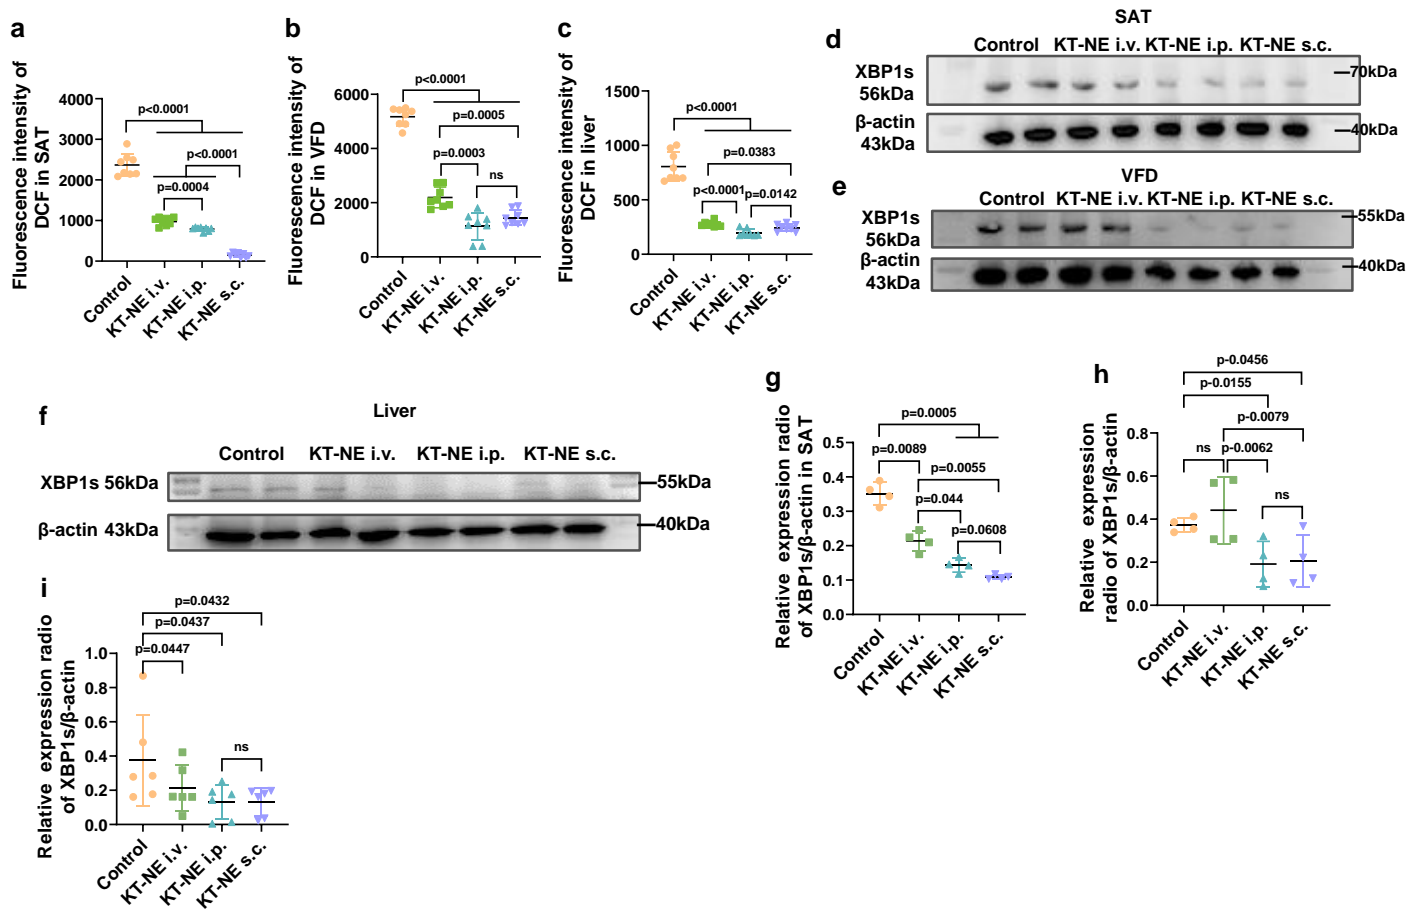 a
Fluorescence intensity of
DCF in SAT
4000
3000
2000
1000
0
p<0.0001
p<0.0001
p=0.0004
Control
KT-NE i.v.
KT-NE i.p.
KT-NE s.c.
b
Fluorescence intensity of
DCF in VFD
6000
4000
2000
0
p<0.0001
p=0.0005
p=0.0003
ns
Control
KT-NE i.v.
KT-NE i.p.
KT-NE s.c.
c
Fluorescence intensity of
DCF in liver
1500
1000
500
0
p<0.0001
p=0.0383
p<0.0001
p=0.0142
Control
KT-NE i.v.
KT-NE i.p.
KT-NE s.c.
d
SAT
Control KT-NE i.v. KT-NE i.p. KT-NE s.c.
XBP1s
56kDa
70kDa
β-actin
43kDa
40kDa
e
VFD
Control KT-NE i.v. KT-NE i.p. KT-NE s.c.
XBP1s
56kDa
55kDa
β-actin
43kDa
40kDa
f
Liver
Control KT-NE i.v. KT-NE i.p. KT-NE s.c.
XBP1s 56kDa
55kDa
β-actin 43kDa
40kDa
g
Relative expression radio
of XBP1s/β-actin in SAT
0.5
0.4
0.3
0.2
0.1
0.0
p=0.0005
p=0.0089
p=0.0055
p=0.044
p=0.0608
Control
KT-NE i.v.
KT-NE i.p.
KT-NE s.c.
h
Relative expression
radio of XBP1s/β-actin
0.8
0.6
0.4
0.2
0.0
p-0.0456
p-0.0155
p-0.0079
ns
p-0.0062
ns
Control
KT-NE i.v.
KT-NE i.p.
KT-NE s.c.
i
Relative expression radio
of XBP1s/β-actin
1.0
0.8
0.6
0.4
0.2
0.0
p=0.0432
p=0.0437
p=0.0447
ns
Control
KT-NE i.v.
KT-NE i.p.
KT-NE s.c.